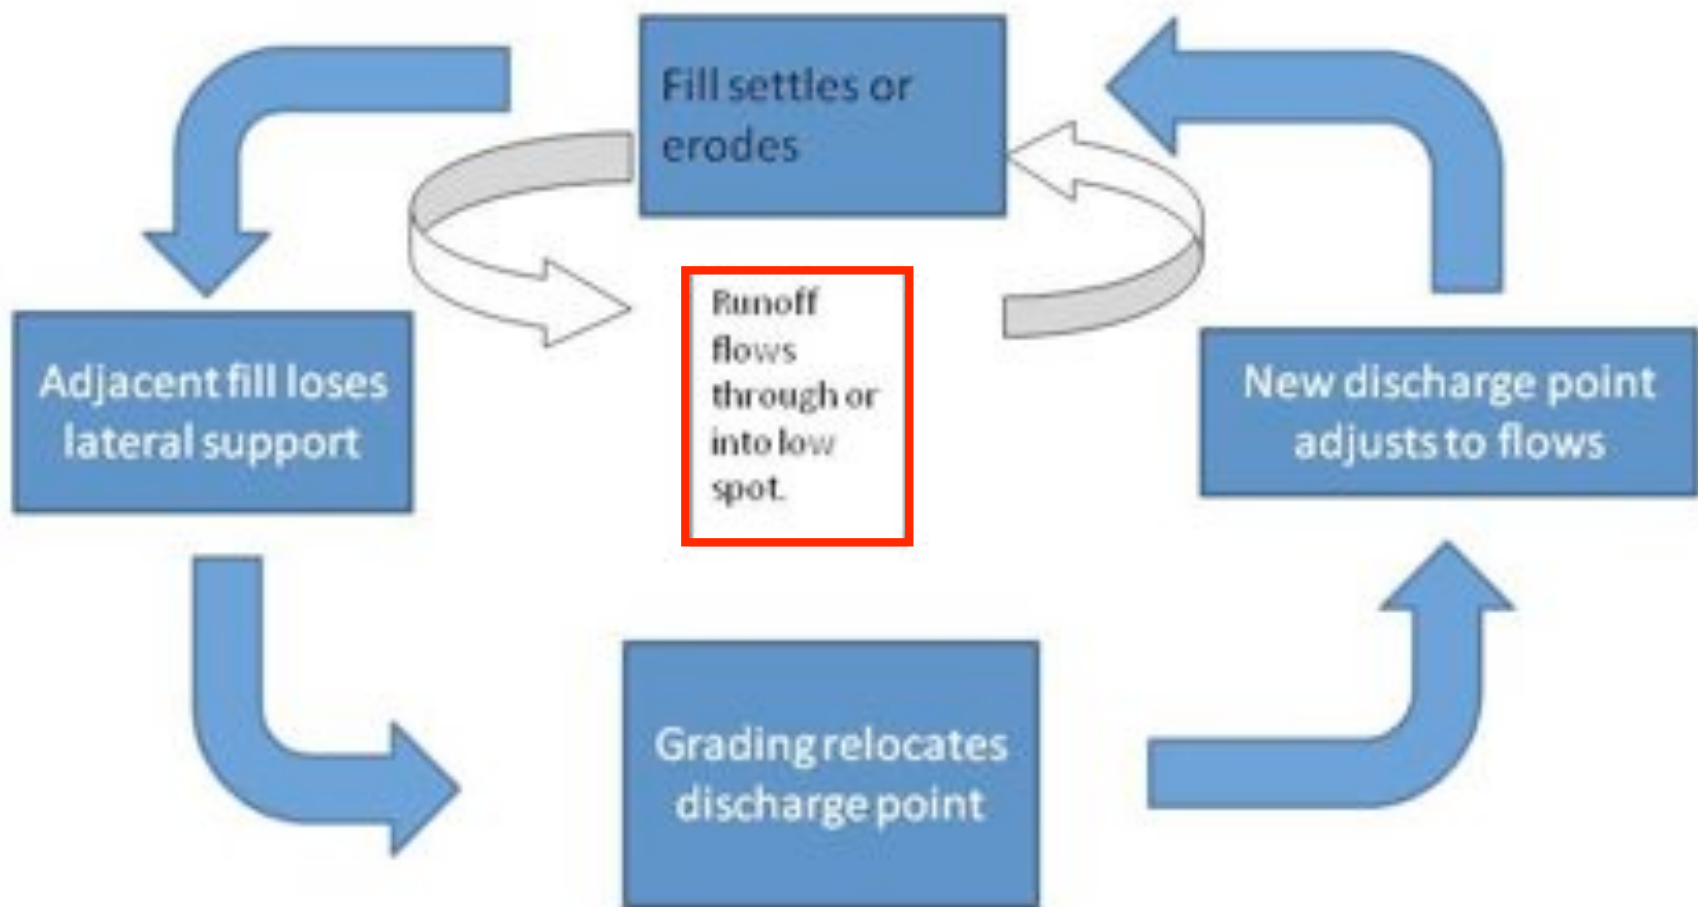 Fill settles or
erodes
Runoff
flows
through or
into low
spot.
Adjacent fill loses
lateral support
New discharge point
adjusts to flows
Grading relocates
discharge point